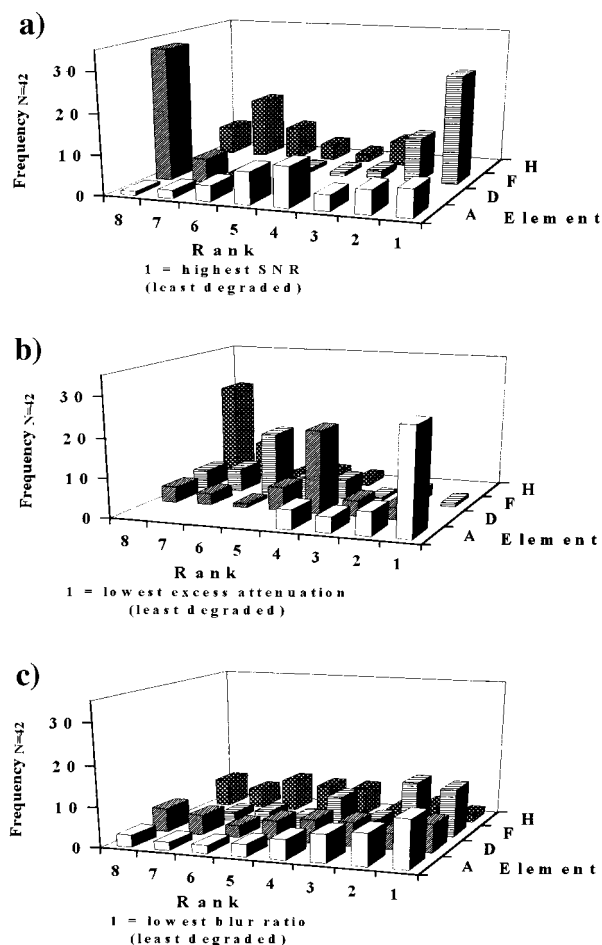 a)
Frequency N=42
30
20
10
0
8 7 6 5 4 3 2 1
Rank
A D F H
Element
1 = highest SNR
(least degraded)
b)
Frequency N=42
30
20
10
0
8 7 6 5 4 3 2 1
Rank
A D F H
Element
1 = lowest excess attenuation
(least degraded)
c)
Frequency N=42
30
20
10
0
8 7 6 5 4 3 2 1
Rank
A D F H
Element
1 = lowest blur ratio
(least degraded)